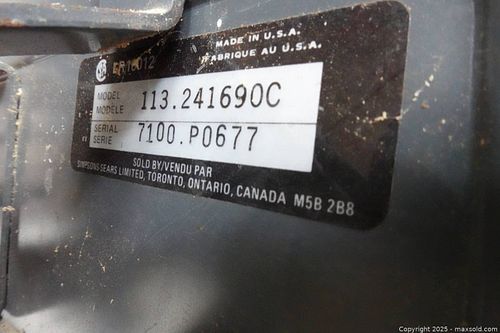 MADE IN U.S.A.
FABRIQUE AU U.S.A.
MODEL
MODELE
113.241690C
SERIAL
SERIE
7100.P0677
SOLD BY/VENDU PAR
SIMPSONS-SEARS LIMITED, TORONTO, ONTARIO, CANADA M5B 2B8
Copyright © 2025 - maxsold.com